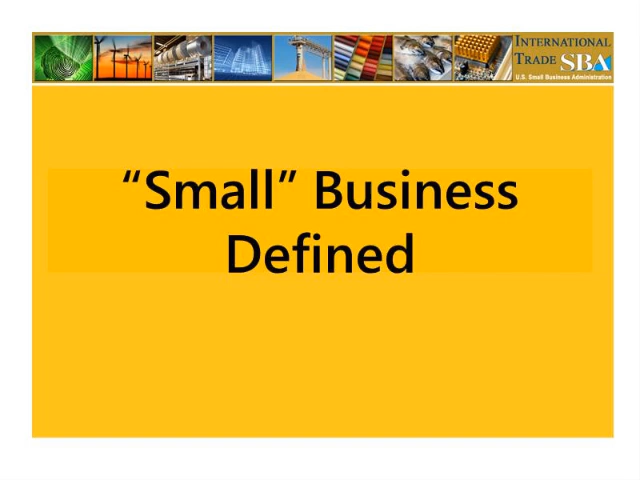 INTERNATIONAL
TRADE SBA
U.S. Small Business Administration
“Small” Business
Defined